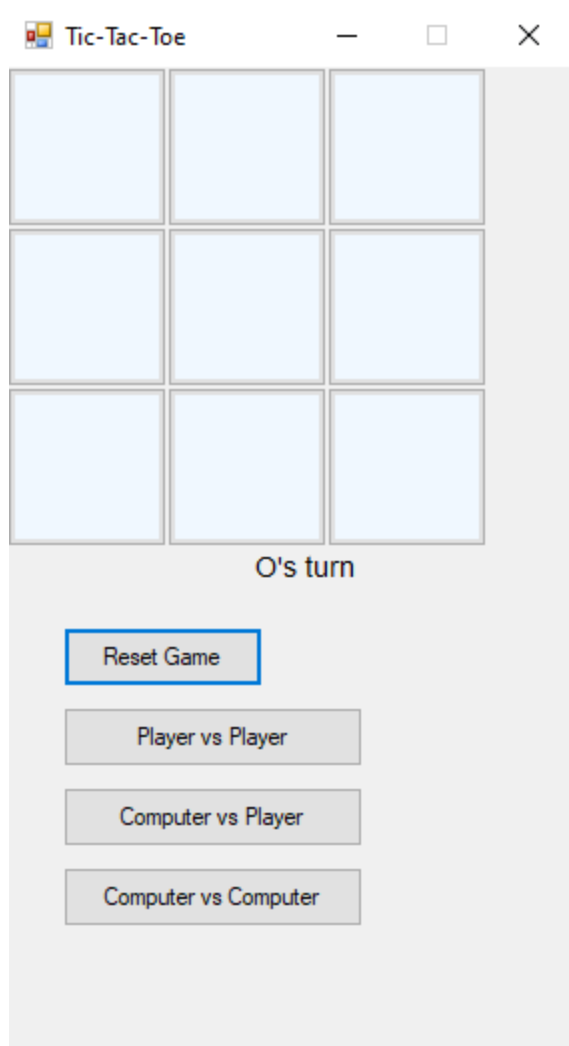 Tic-Tac-Toe
O's turn
Reset Game
Player vs Player
Computer vs Player
Computer vs Computer